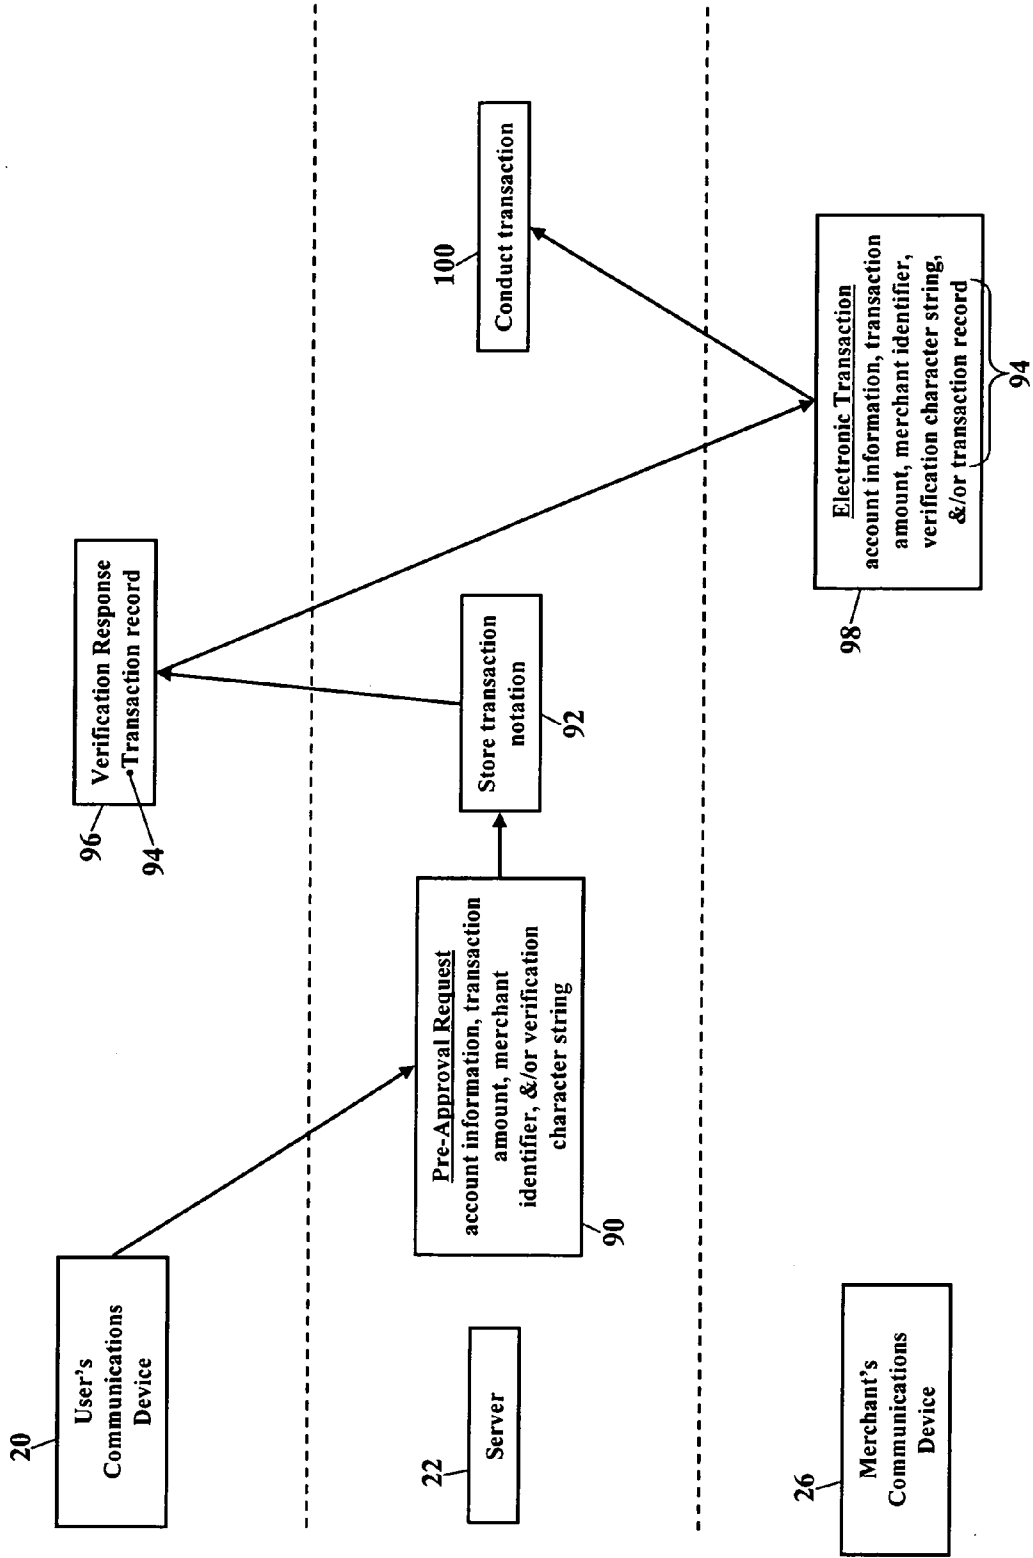 20
User's
Communications
Device
22
Server
26
Merchant's
Communications
Device
Pre-Approval Request
account information, transaction
amount, merchant
identifier, &/or verification
character string
90
Store transaction
notation
92
96
Verification Response
•Transaction record
94
98
Electronic Transaction
account information, transaction
amount, merchant identifier,
verification character string,
&/or transaction record
94
100
Conduct transaction